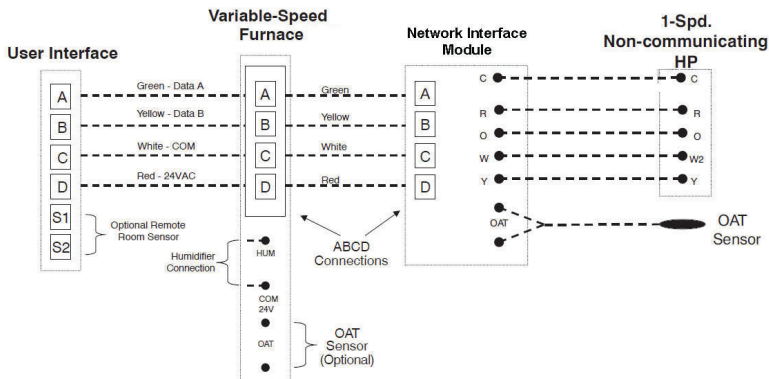 Variable-Speed
Furnace
Network Interface
Module
1-Spd.
Non-communicating
HP
User Interface
A
Green - Data A
A
Green
A
B
Yellow - Data B
B
Yellow
B
C
White - COM
C
White
C
D
Red - 24VAC
D
Red
D
S1
S2
Optional Remote
Room Sensor
Humidifier
Connection
HUM
COM
24V
OAT
OAT
Sensor
(Optional)
ABCD
Connections
C
R
O
W
Y
OAT
C
R
O
W2
Y
OAT
Sensor